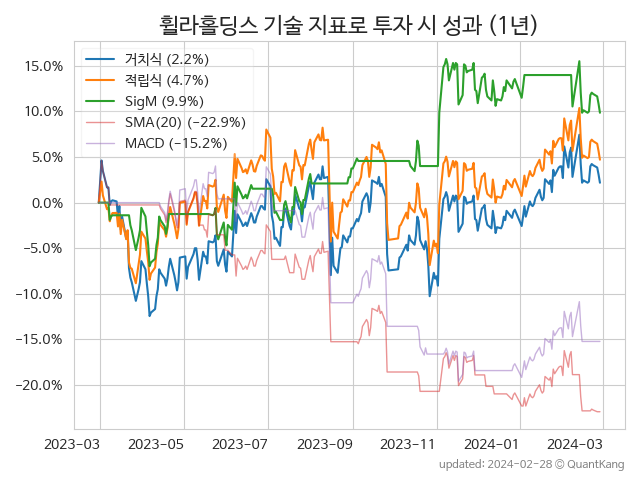 휠라홀딩스 기술 지표로 투자 시 성과 (1년)
거치식 (2.2%)
적립식 (4.7%)
SigM (9.9%)
SMA(20) (−22.9%)
MACD (−15.2%)
15.0%
10.0%
5.0%
0.0%
−5.0%
−10.0%
−15.0%
−20.0%
2023-03 2023-05 2023-07 2023-09 2023-11 2024-01 2024-03
updated: 2024-02-28 ⓒ QuantKang